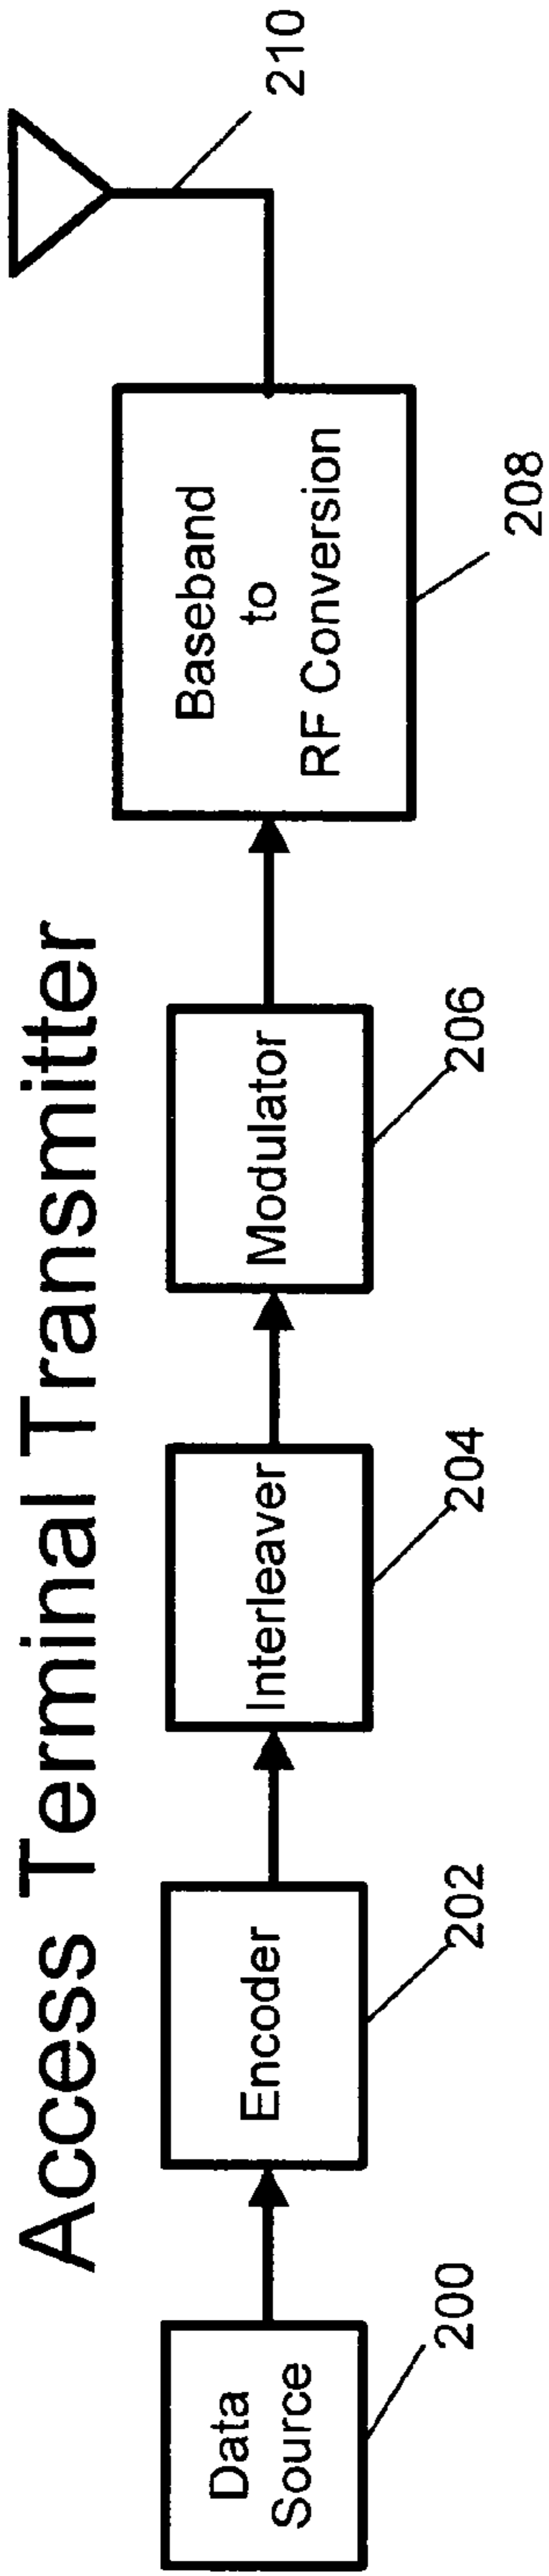 Access Terminal Transmitter
Data
Source
200
Encoder
202
Interleaver
204
Modulator
206
Baseband
to
RF Conversion
208
210